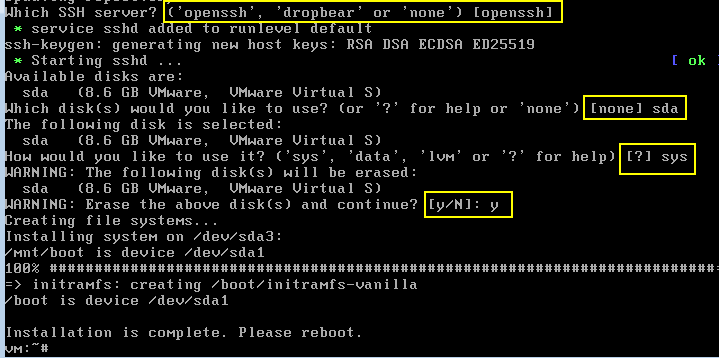 Which SSH server? ('openssh', 'dropbear' or 'none') [openssh]
* service sshd added to runlevel default
ssh-keygen: generating new host keys: RSA DSA ECDSA ED25519
* Starting sshd ... [ ok ]
Available disks are:
sda (8.6 GB VMware, VMware Virtual S)
Which disk(s) would you like to use? (or '?' for help or 'none') [none] sda
The following disk is selected:
sda (8.6 GB VMware, VMware Virtual S)
How would you like to use it? ('sys', 'data', 'lvm' or '?' for help) [?] sys
WARNING: The following disk(s) will be erased:
sda (8.6 GB VMware, VMware Virtual S)
WARNING: Erase the above disk(s) and continue? [y/N]: y
Creating file systems...
Installing system on /dev/sda3:
/mnt/boot is device /dev/sda1
100% ##########################################################################
=> initramfs: creating /boot/initramfs-vanilla
/boot is device /dev/sda1
Installation is complete. Please reboot.
vm:~#